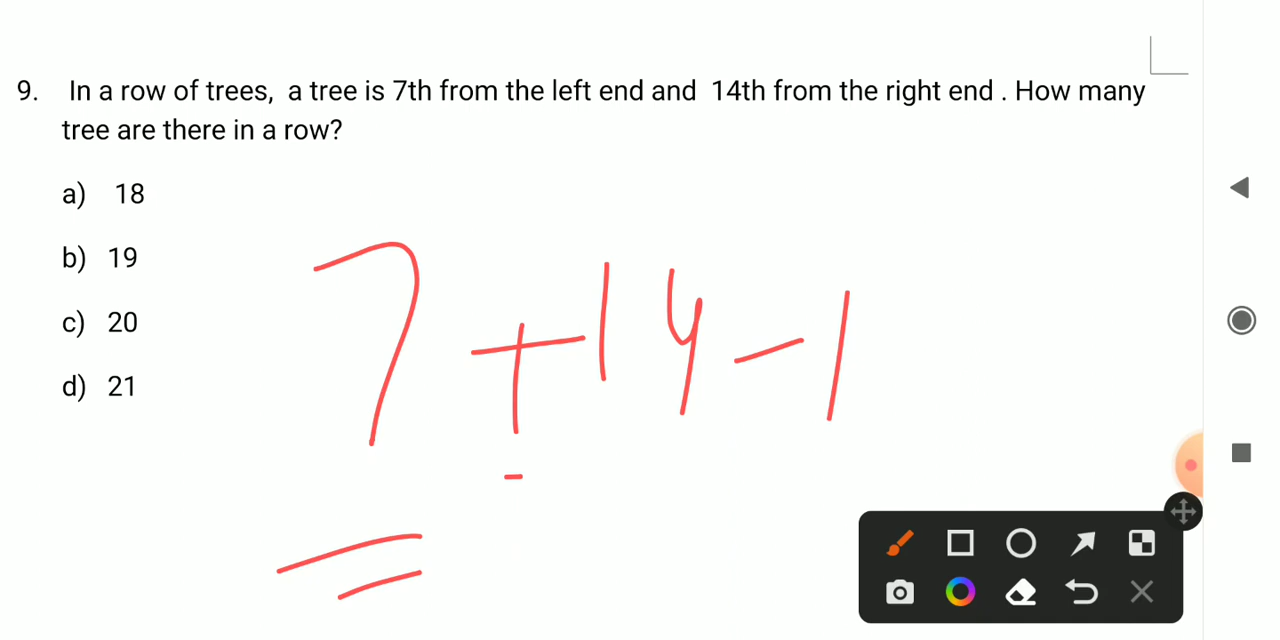 9. In a row of trees, a tree is 7th from the left end and 14th from the right end . How many
tree are there in a row?
a) 18
b) 19
c) 20
d) 21
7 + 14 - 1
=